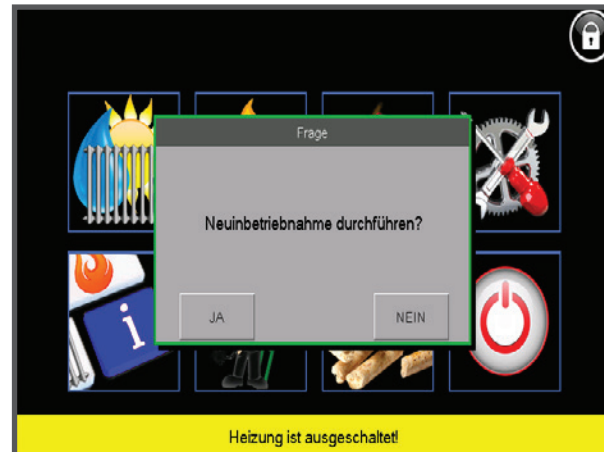 Frage
Neuinbetriebnahme durchführen?
JA
NEIN
i
Heizung ist ausgeschaltet!